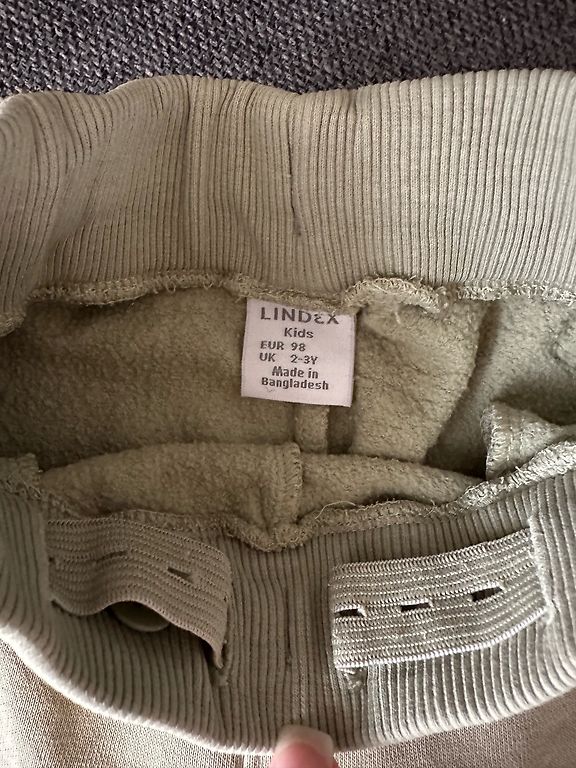 LINDEX
Kids
EUR 98
UK 2-3Y
Made in
Bangladesh